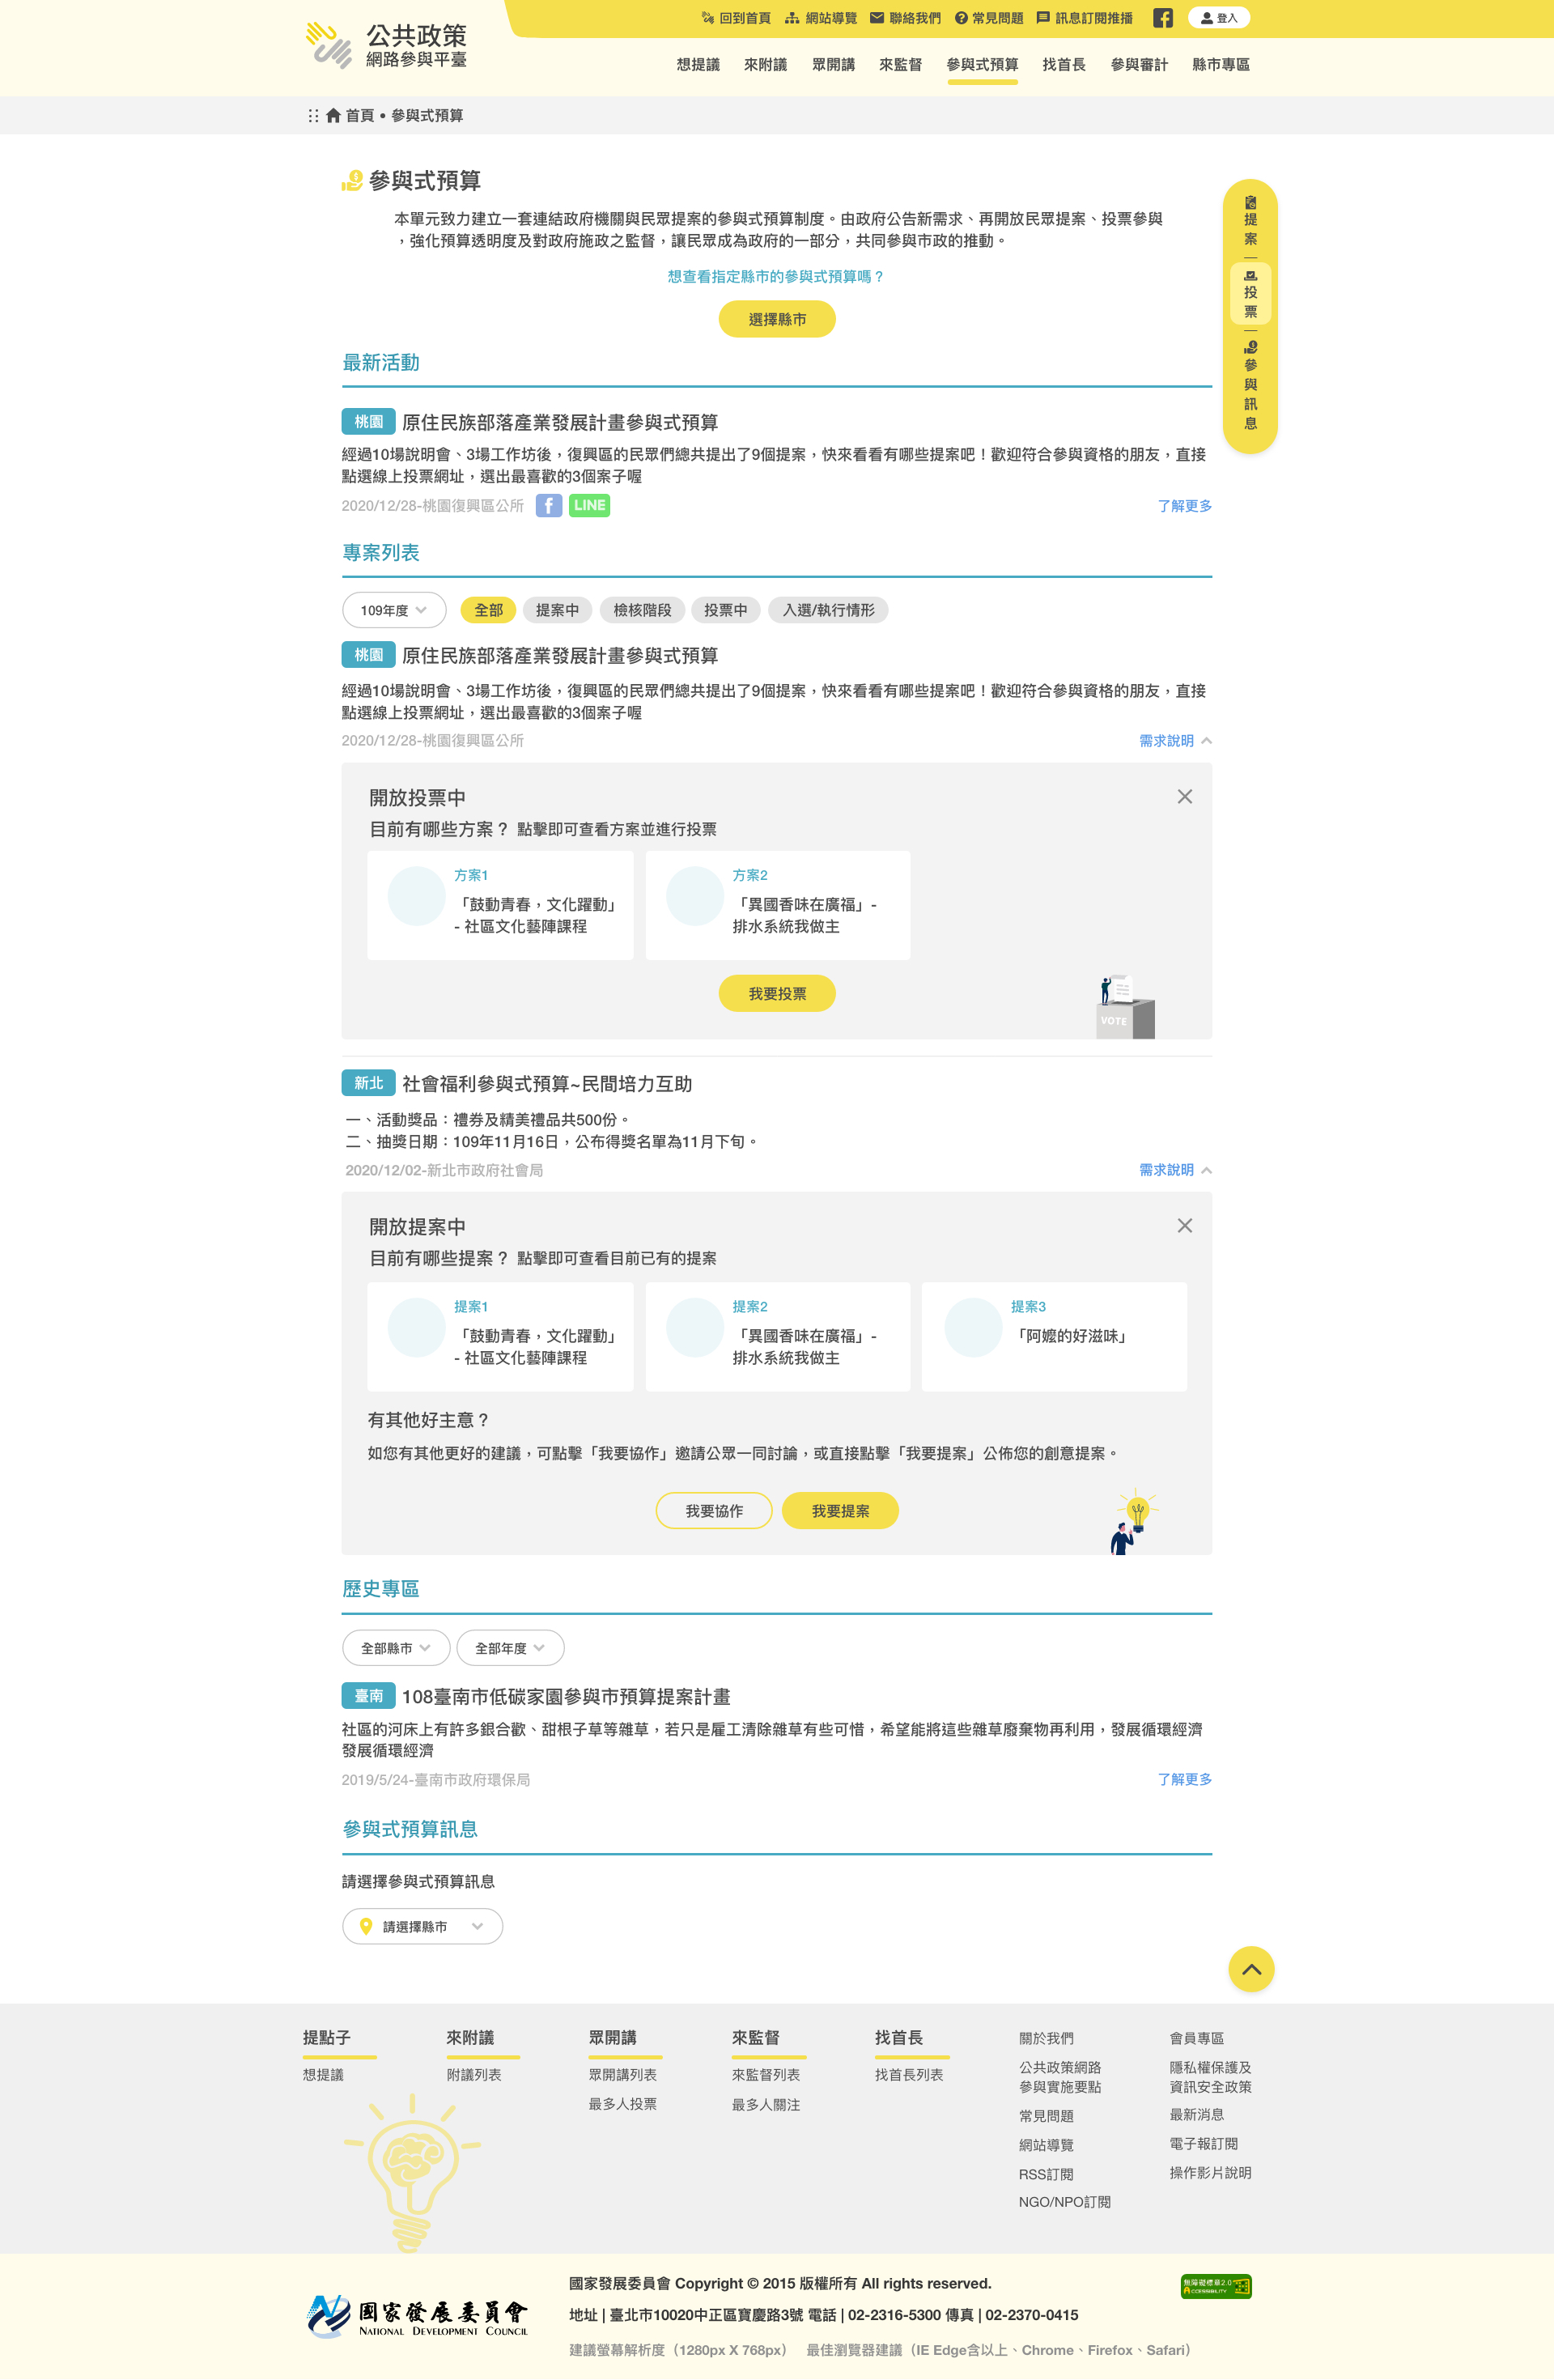 公共政策
網路參與平臺
回到首頁 網站導覽 聯絡我們 常見問題 訊息訂閱推播 登入
想提議 來附議 眾開講 來監督 參與式預算 找首長 參與審計 縣市專區
首頁 • 參與式預算
參與式預算
本單元致力建立一套連結政府機關與民眾提案的參與式預算制度。由政府公告新需求、再開放民眾提案、投票參與
，強化預算透明度及對政府施政之監督，讓民眾成為政府的一部分，共同參與市政的推動。
想查看指定縣市的參與式預算嗎？
選擇縣市
提案
投票
參與訊息
最新活動
桃園 原住民族部落產業發展計畫參與式預算
經過10場說明會、3場工作坊後，復興區的民眾們總共提出了9個提案，快來看看有哪些提案吧！歡迎符合參與資格的朋友，直接
點選線上投票網址，選出最喜歡的3個案子喔
2020/12/28-桃園復興區公所 LINE 了解更多
專案列表
109年度 全部 提案中 檢核階段 投票中 入選/執行情形
桃園 原住民族部落產業發展計畫參與式預算
經過10場說明會、3場工作坊後，復興區的民眾們總共提出了9個提案，快來看看有哪些提案吧！歡迎符合參與資格的朋友，直接
點選線上投票網址，選出最喜歡的3個案子喔
2020/12/28-桃園復興區公所 需求說明
開放投票中
目前有哪些方案？ 點擊即可查看方案並進行投票
方案1
「鼓動青春，文化躍動」
- 社區文化藝陣課程
方案2
「異國香味在廣福」-
排水系統我做主
我要投票
VOTE
新北 社會福利參與式預算~民間培力互助
一、活動獎品：禮券及精美禮品共500份。
二、抽獎日期：109年11月16日，公布得獎名單為11月下旬。
2020/12/02-新北市政府社會局 需求說明
開放提案中
目前有哪些提案？ 點擊即可查看目前已有的提案
提案1
「鼓動青春，文化躍動」
- 社區文化藝陣課程
提案2
「異國香味在廣福」-
排水系統我做主
提案3
「阿嬤的好滋味」
有其他好主意？
如您有其他更好的建議，可點擊「我要協作」邀請公眾一同討論，或直接點擊「我要提案」公佈您的創意提案。
我要協作 我要提案
歷史專區
全部縣市 全部年度
臺南 108臺南市低碳家園參與市預算提案計畫
社區的河床上有許多銀合歡、甜根子草等雜草，若只是雇工清除雜草有些可惜，希望能將這些雜草廢棄物再利用，發展循環經濟
發展循環經濟
2019/5/24-臺南市政府環保局 了解更多
參與式預算訊息
請選擇參與式預算訊息
請選擇縣市
提點子
想提議
來附議
附議列表
眾開講
眾開講列表
最多人投票
來監督
來監督列表
最多人關注
找首長
找首長列表
關於我們
公共政策網路
參與實施要點
常見問題
網站導覽
RSS訂閱
NGO/NPO訂閱
會員專區
隱私權保護及
資訊安全政策
最新消息
電子報訂閱
操作影片說明
國家發展委員會
NATIONAL DEVELOPMENT COUNCIL
國家發展委員會 Copyright © 2015 版權所有 All rights reserved.
地址 | 臺北市10020中正區寶慶路3號 電話 | 02-2316-5300 傳真 | 02-2370-0415
建議螢幕解析度（1280px X 768px） 最佳瀏覽器建議（IE Edge含以上、Chrome、Firefox、Safari）
無障礙標章2.0
ACCESSIBILITY